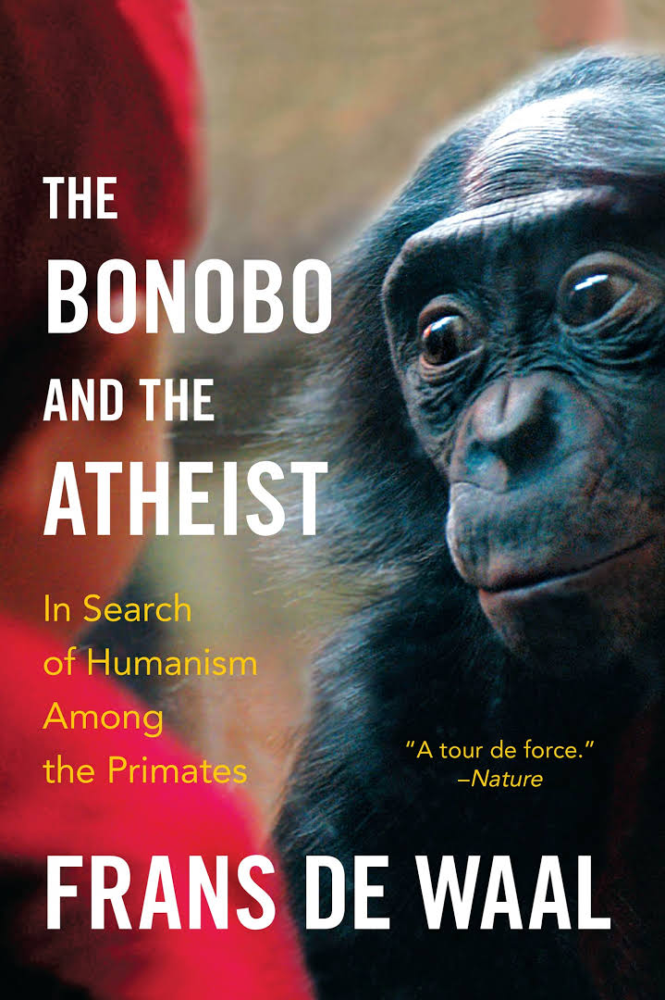 THE
BONOBO
AND THE
ATHEIST
In Search
of Humanism
Among
the Primates
“A tour de force.”
–Nature
FRANS DE WAAL